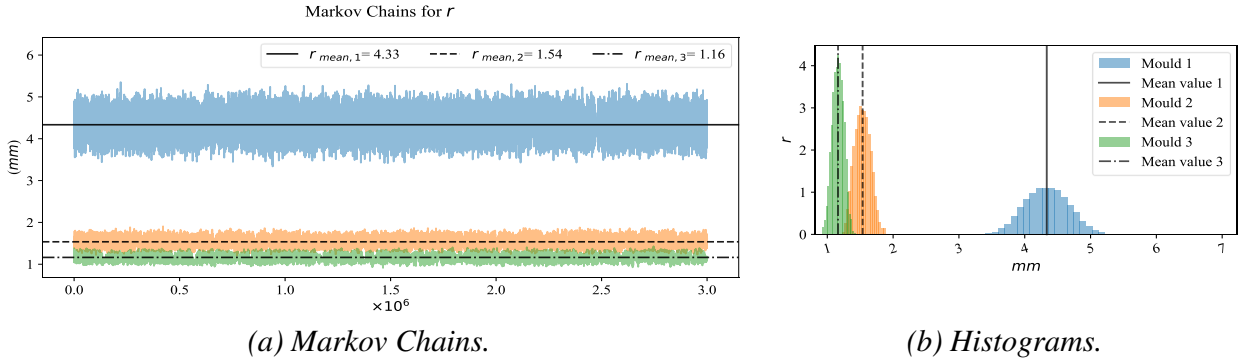 Markov Chains for r
r mean,1 = 4.33 r mean,2 = 1.54 r mean,3 = 1.16
(mm)
6
5
4
3
2
1
0.0 0.5 1.0 1.5 2.0 2.5 3.0
×10⁶
(a) Markov Chains.
r
4
3
2
1
0
Mould 1
Mean value 1
Mould 2
Mean value 2
Mould 3
Mean value 3
1 2 3 4 5 6 7
mm
(b) Histograms.